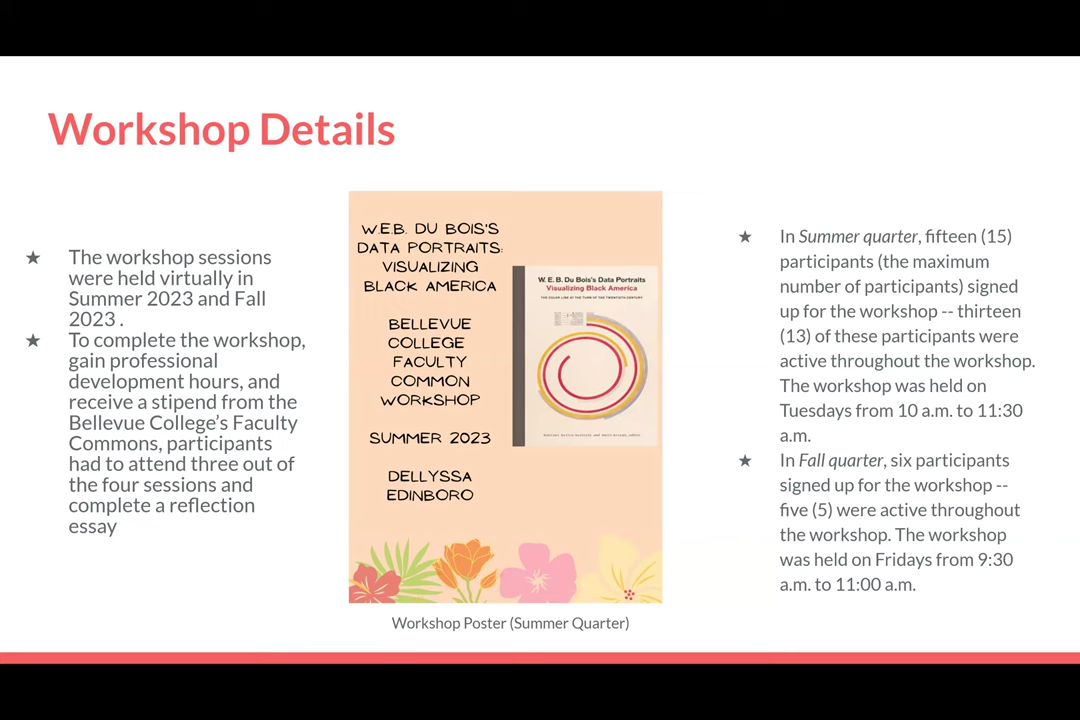 Workshop Details
★ The workshop sessions
were held virtually in
Summer 2023 and Fall
2023 .
★ To complete the workshop,
gain professional
development hours, and
receive a stipend from the
Bellevue College's Faculty
Commons, participants
had to attend three out of
the four sessions and
complete a reflection
essay
W.E.B. DU BOIS'S
DATA PORTRAITS:
VISUALIZING
BLACK AMERICA
BELLEVUE
COLLEGE
FACULTY
COMMON
WORKSHOP
SUMMER 2023
DELLYSSA
EDINBORO
W. E. B. Du Bois's Data Portraits
Visualizing Black America
THE COLOR LINE AT THE TURN OF THE TWENTIETH CENTURY
Workshop Poster (Summer Quarter)
★ In Summer quarter, fifteen (15)
participants (the maximum
number of participants) signed
up for the workshop -- thirteen
(13) of these participants were
active throughout the workshop.
The workshop was held on
Tuesdays from 10 a.m. to 11:30
a.m.
★ In Fall quarter, six participants
signed up for the workshop --
five (5) were active throughout
the workshop. The workshop
was held on Fridays from 9:30
a.m. to 11:00 a.m.